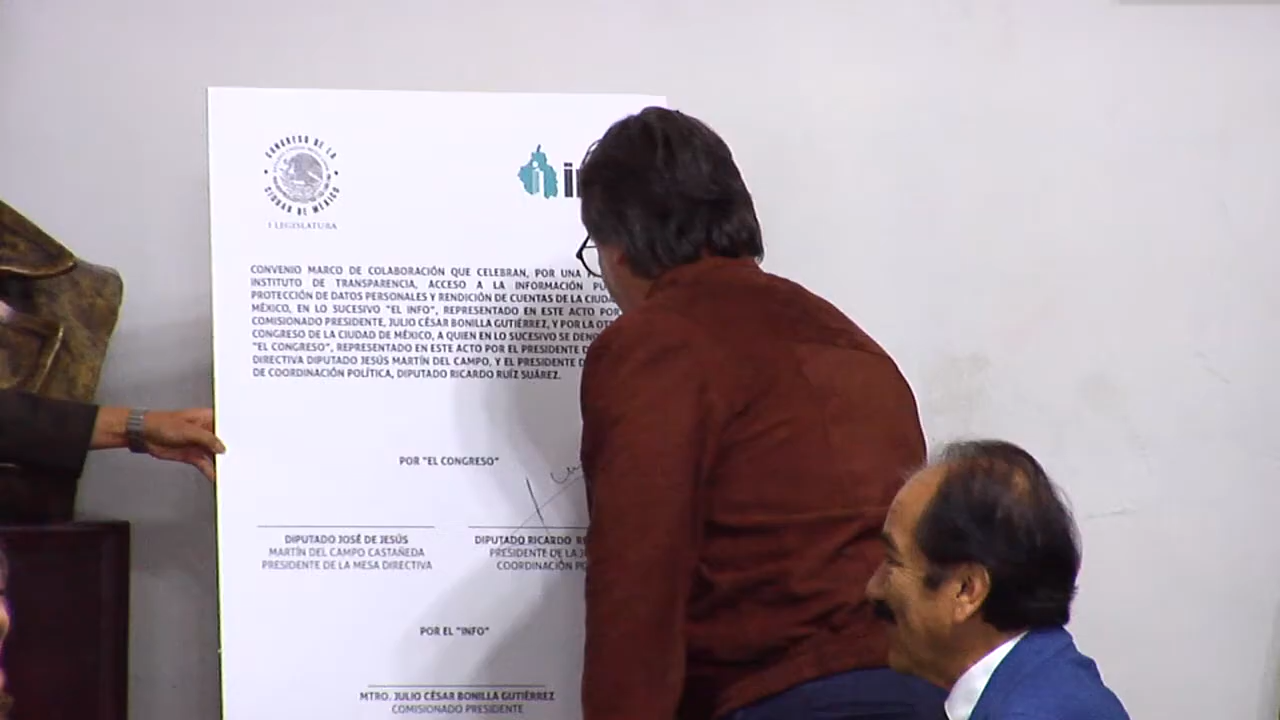 CONGRESO DE LA
CIUDAD DE MÉXICO
I LEGISLATURA
CONVENIO MARCO DE COLABORACIÓN QUE CELEBRAN, POR UNA
INSTITUTO DE TRANSPARENCIA, ACCESO A LA INFORMACIÓN
PROTECCIÓN DE DATOS PERSONALES Y RENDICIÓN DE CUENTAS DE LA
MÉXICO, EN LO SUCESIVO "EL INFO", REPRESENTADO EN ESTE ACTO POR
COMISIONADO PRESIDENTE, JULIO CÉSAR BONILLA GUTIÉRREZ, Y POR LA
CONGRESO DE LA CIUDAD DE MÉXICO, A QUIEN EN LO SUCESIVO SE
"EL CONGRESO", REPRESENTADO EN ESTE ACTO POR EL PRESIDENTE
DIRECTIVA DIPUTADO JESÚS MARTÍN DEL CAMPO, Y EL PRESIDENTE
DE COORDINACIÓN POLÍTICA, DIPUTADO RICARDO RUÍZ SUÁREZ.
POR "EL CONGRESO"
DIPUTADO JOSÉ DE JESÚS DIPUTADO RICARDO
MARTÍN DEL CAMPO CASTAÑEDA PRESIDENTE DE LA
PRESIDENTE DE LA MESA DIRECTIVA COORDINACIÓN
POR EL "INFO"
MTRO. JULIO CÉSAR BONILLA GUTIÉRREZ
COMISIONADO PRESIDENTE